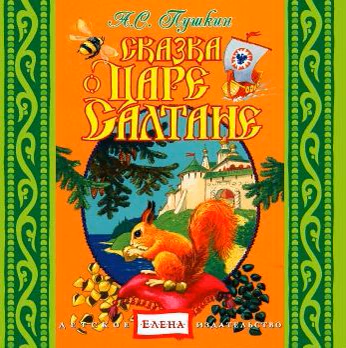 А.С. Пушкин
СКАЗКА
О ЦАРЕ
САЛТАНЕ
ДЕТСКОЕ ЕЛЕНА ИЗДАТЕЛЬСТВО